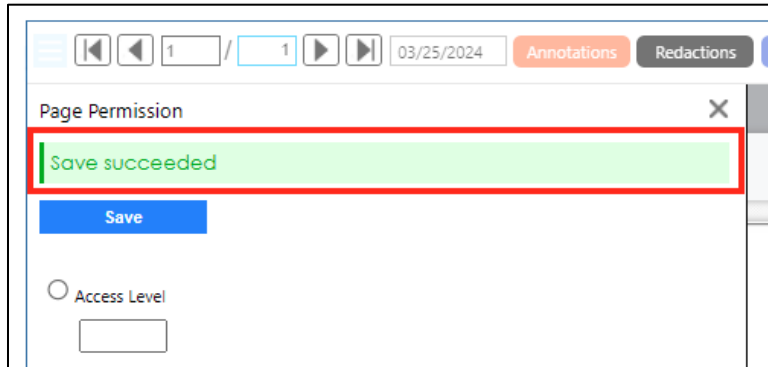 1 / 1 03/25/2024 Annotations Redactions
Page Permission
Save succeeded
Save
Access Level